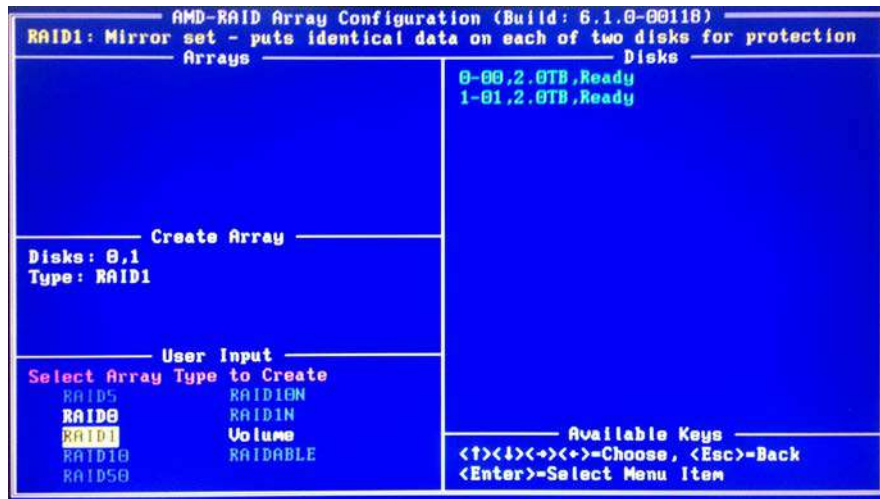 AMD-RAID Array Configuration (Build: 6.1.0-00118)
RAID1: Mirror set - puts identical data on each of two disks for protection
Arrays
Disks
0-00,2.0TB,Ready
1-01,2.0TB,Ready
Create Array
Disks: 0,1
Type: RAID1
User Input
Select Array Type to Create
RAID5 RAID10N
RAID0 RAID1N
RAID1 Volume
RAID10 RAIDABLE
RAID50
Available Keys
<↑><↓><→><←>=Choose, <Esc>=Back
<Enter>=Select Menu Item